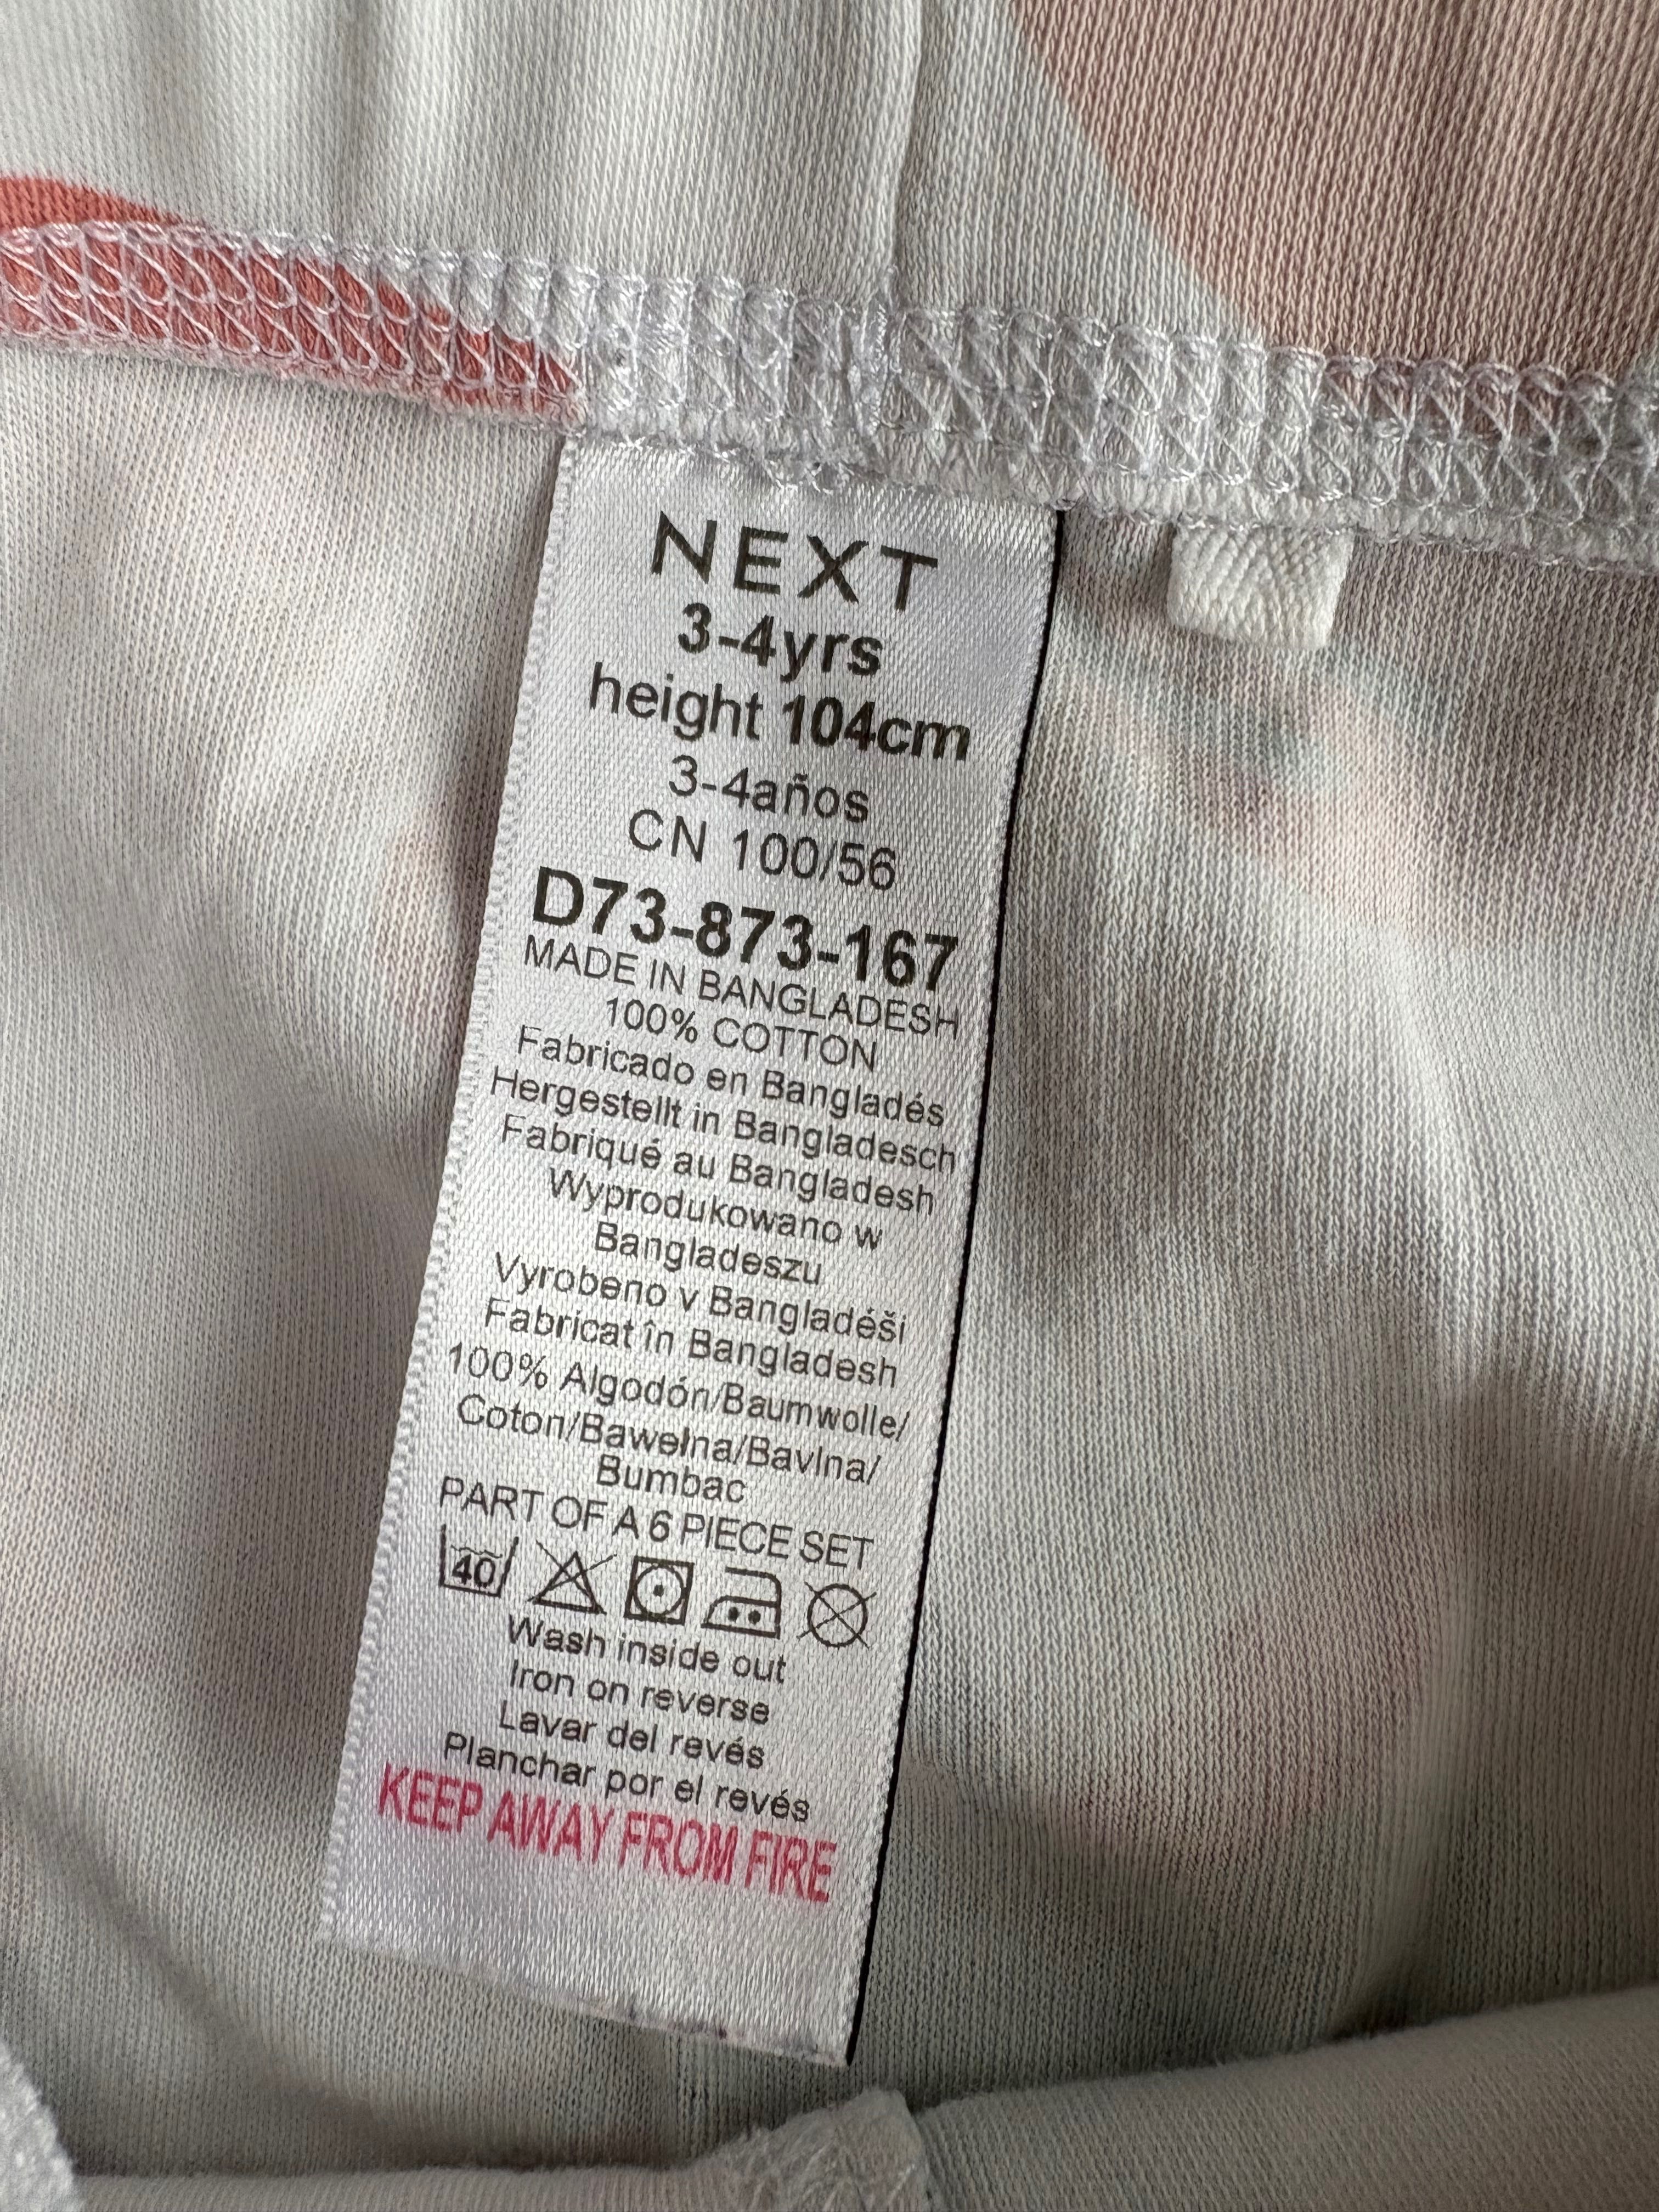 NEXT
3-4yrs
height 104cm
3-4años
CN 100/56
D73-873-167
MADE IN BANGLADESH
100% COTTON
Fabricado en Bangladés
Hergestellt in Bangladesch
Fabriqué au Bangladesh
Wyprodukowano w
Bangladeszu
Vyrobeno v Bangladéši
Fabricat în Bangladesh
100% Algodón/Baumwolle/
Coton/Bawełna/Bavlna/
Bumbac
PART OF A 6 PIECE SET
40
Wash inside out
Iron on reverse
Lavar del revés
Planchar por el revés
KEEP AWAY FROM FIRE